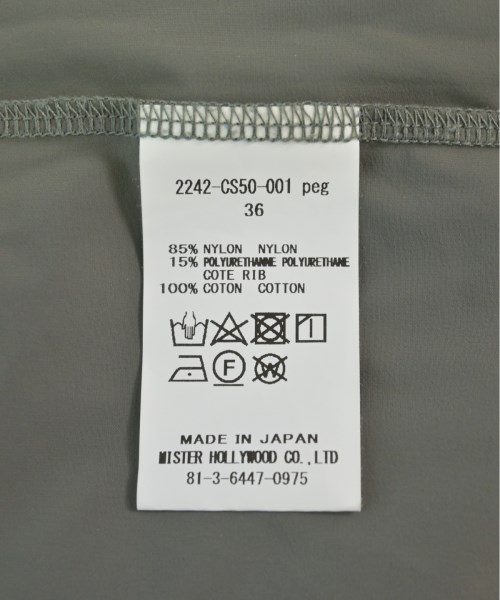 2242-CS50-001 peg
36
85% NYLON NYLON
15% POLYURETHANNE POLYURETHANE
COTE RIB
100% COTON COTTON
F W
MADE IN JAPAN
MISTER HOLLYWOOD CO.,LTD
81-3-6447-0975